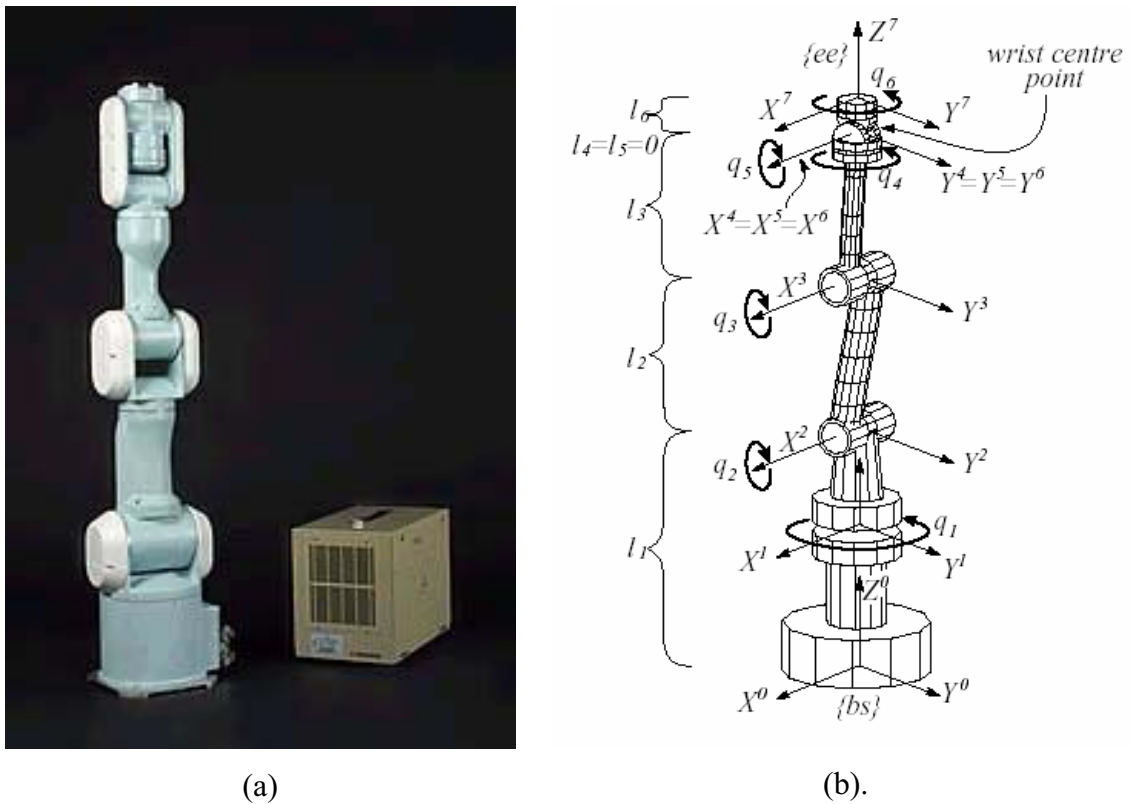 Z⁷
{ee}
wrist centre
point
q₆
l₆
X⁷
Y⁷
l₄=l₅=0
q₅
q₄
Y⁴=Y⁵=Y⁶
l₃
X⁴=X⁵=X⁶
X³
Y³
q₃
l₂
X²
Y²
q₂
q₁
l₁
X¹
Y¹
Z⁰
X⁰
{bs}
Y⁰
(a)
(b).